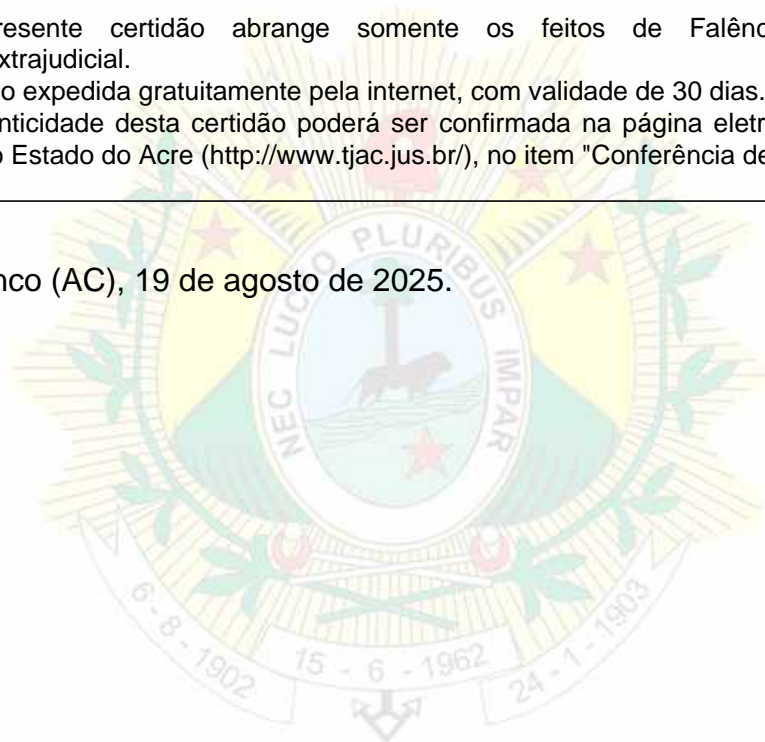 resente certidão abrange somente os feitos de Falênc
xtrajudicial.
o expedida gratuitamente pela internet, com validade de 30 dias.
nticidade desta certidão poderá ser confirmada na página eletr
o Estado do Acre (http://www.tjac.jus.br/), no item "Conferência de
nco (AC), 19 de agosto de 2025.
NEC LUCEO PLURIBUS IMPAR
6 - 8 - 1902
15 - 6 - 1962
24 - 1 - 1903